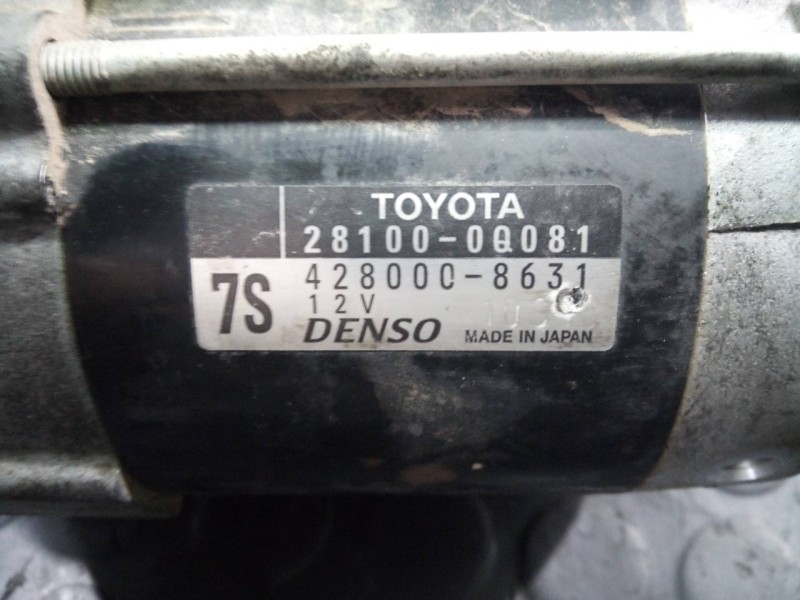 TOYOTA
28100-0Q081
7S 428000-8631
12V
DENSO MADE IN JAPAN